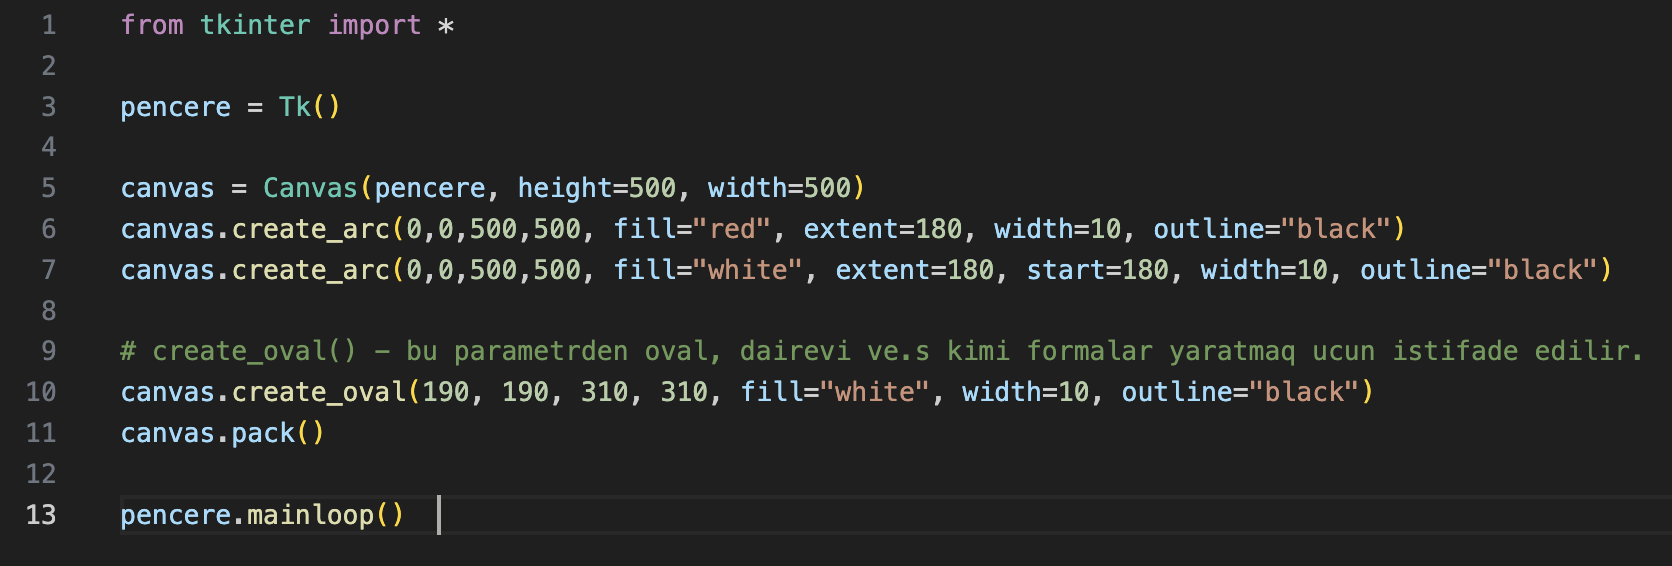 1 from tkinter import *
2
3 pencere = Tk()
4
5 canvas = Canvas(pencere, height=500, width=500)
6 canvas.create_arc(0,0,500,500, fill="red", extent=180, width=10, outline="black")
7 canvas.create_arc(0,0,500,500, fill="white", extent=180, start=180, width=10, outline="black")
8
9 # create_oval() - bu parametrden oval, dairevi ve.s kimi formalar yaratmaq ucun istifade edilir.
10 canvas.create_oval(190, 190, 310, 310, fill="white", width=10, outline="black")
11 canvas.pack()
12
13 pencere.mainloop()